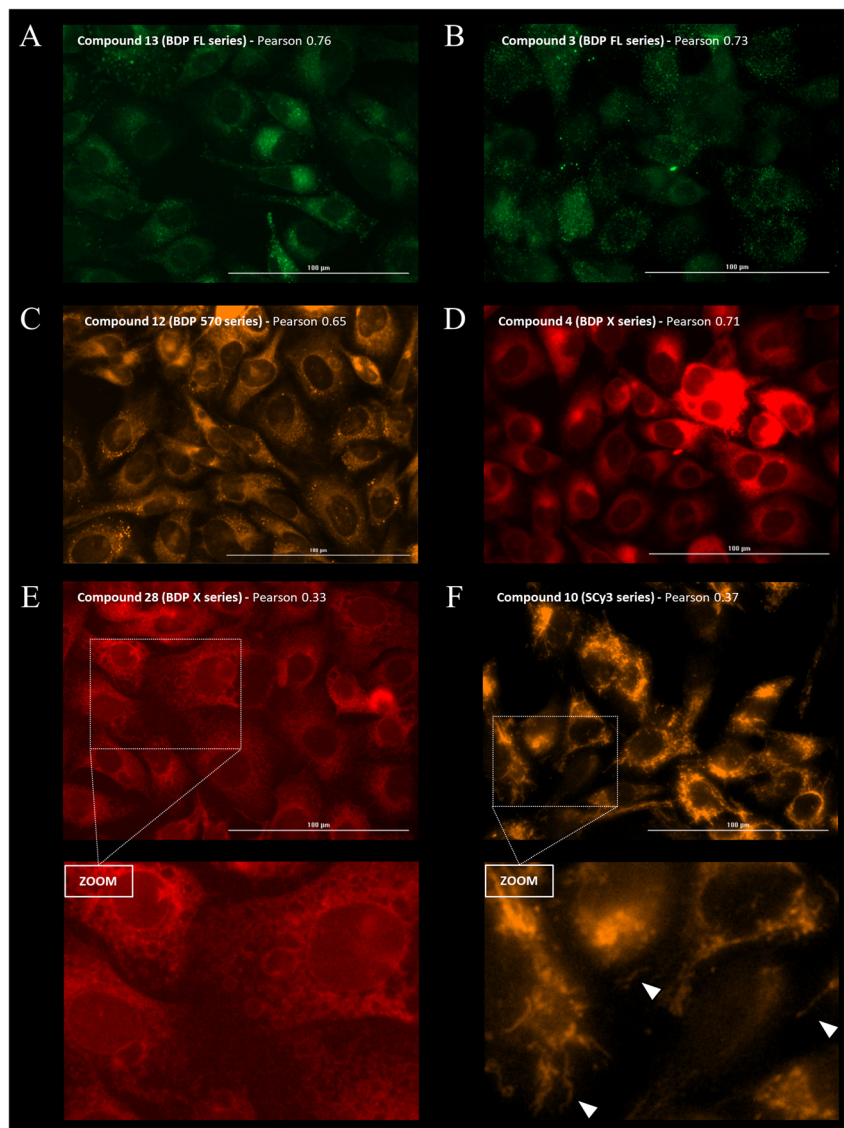 A
Compound 13 (BDP FL series) - Pearson 0.76
100 µm
B
Compound 3 (BDP FL series) - Pearson 0.73
100 µm
C
Compound 12 (BDP 570 series) - Pearson 0.65
100 µm
D
Compound 4 (BDP X series) - Pearson 0.71
100 µm
E
Compound 28 (BDP X series) - Pearson 0.33
100 µm
F
Compound 10 (SCy3 series) - Pearson 0.37
100 µm
ZOOM
ZOOM